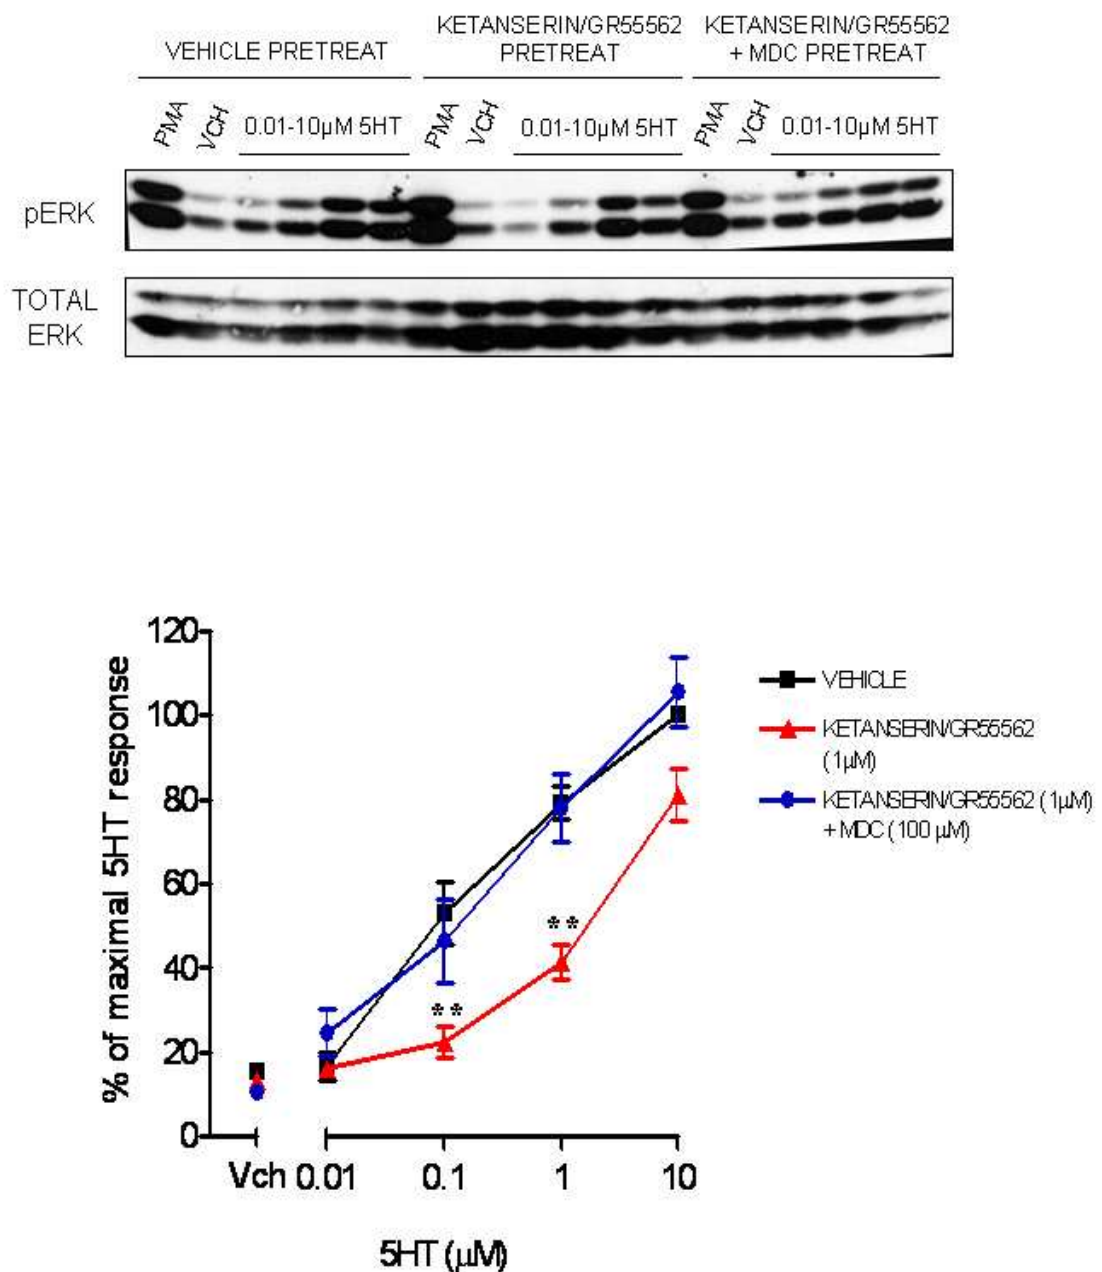 VEHICLE PRETREAT
KETANSERIN/GR55562
PRETREAT
KETANSERIN/GR55562
+ MDC PRETREAT
PMA
VCH
0.01-10µM 5HT
PMA
VCH
0.01-10µM 5HT
PMA
VCH
0.01-10µM 5HT
pERK
TOTAL
ERK
% of maximal 5HT response
120
100
80
60
40
20
0
**
**
Vch 0.01 0.1 1 10
5HT (µM)
VEHICLE
KETANSERIN/GR55562
(1µM)
KETANSERIN/GR55562 (1µM)
+ MDC (100 µM)